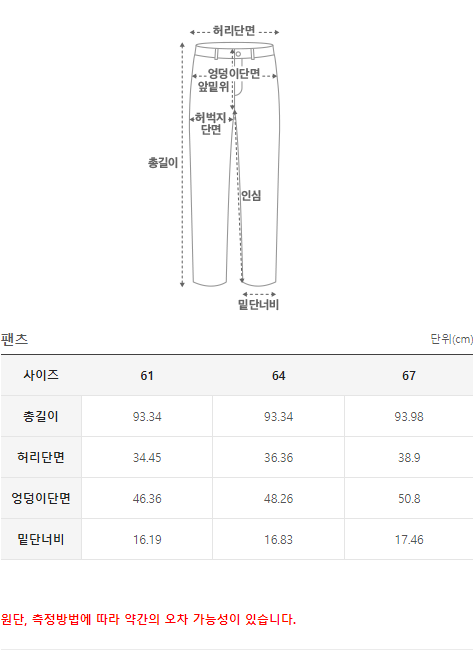 허리단면
엉덩이단면
앞밑위
허벅지
단면
총길이
인심
밑단너비
팬츠 단위(cm)
사이즈 61 64 67
총길이 93.34 93.34 93.98
허리단면 34.45 36.36 38.9
엉덩이단면 46.36 48.26 50.8
밑단너비 16.19 16.83 17.46
원단, 측정방법에 따라 약간의 오차 가능성이 있습니다.